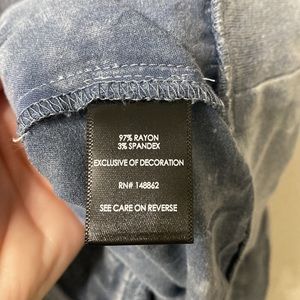 97% RAYON
3% SPANDEX
EXCLUSIVE OF DECORATION
RN# 148862
SEE CARE ON REVERSE